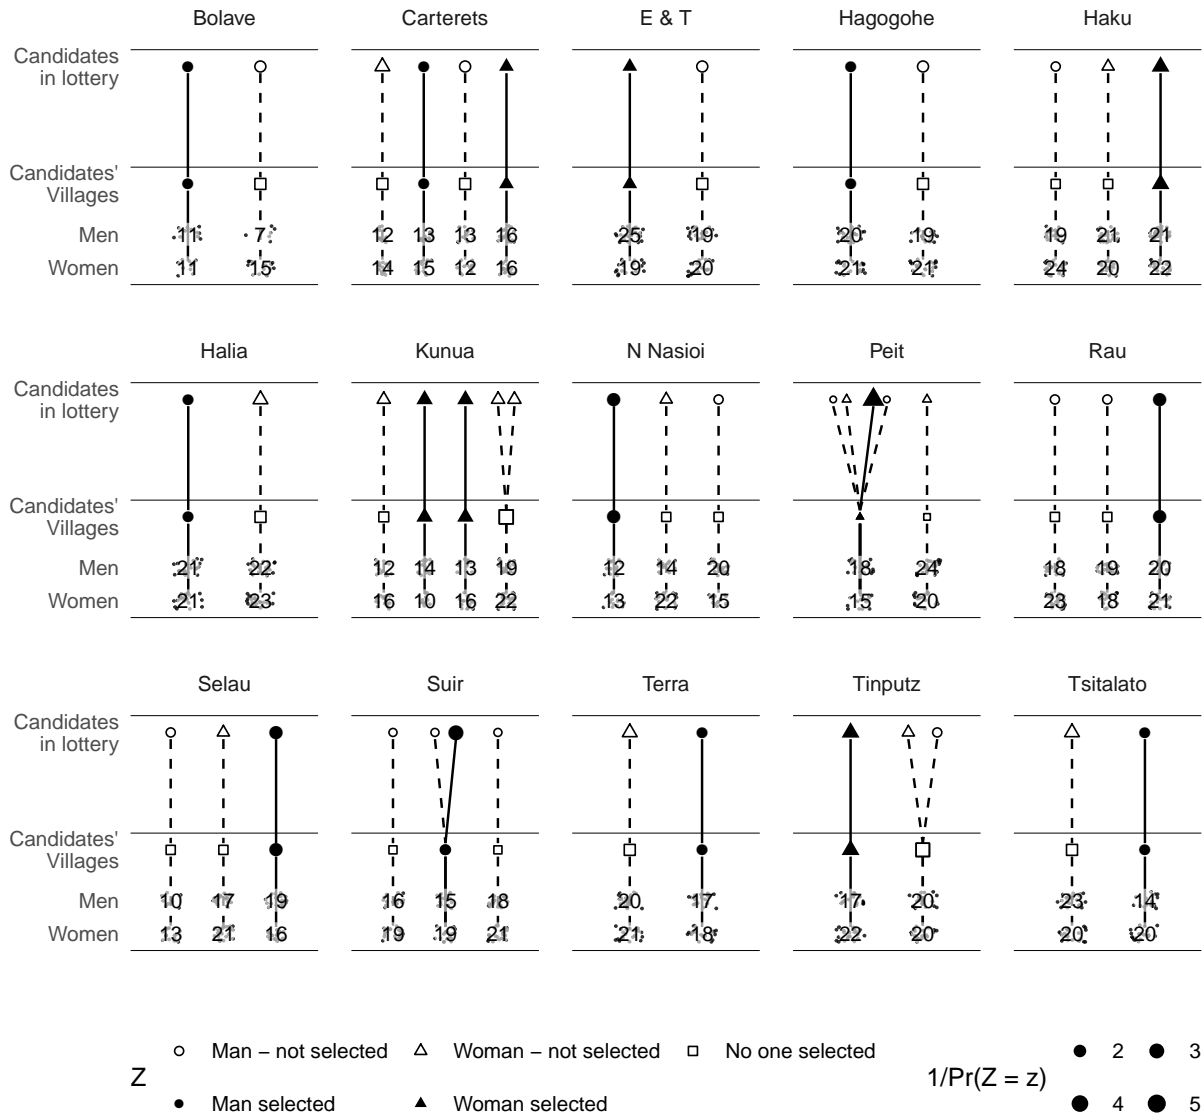 Bolave Carterets E & T Hagogohe Haku
Candidates
in lottery
Candidates'
Villages
Men 11 7 12 13 13 16 25 19 20 19 19 21 21
Women 11 15 14 15 12 16 19 20 21 21 24 20 22
Halia Kunua N Nasioi Peit Rau
Candidates
in lottery
Candidates'
Villages
Men 21 22 12 14 13 19 12 14 20 18 24 18 19 20
Women 21 23 16 10 16 22 13 22 15 15 20 23 18 21
Selau Suir Terra Tinputz Tsitalato
Candidates
in lottery
Candidates'
Villages
Men 10 17 19 16 15 18 20 17 17 20 23 14
Women 13 21 16 19 19 21 21 18 22 20 20 20
Man − not selected Woman − not selected No one selected 2 3
Z 1/Pr(Z = z)
Man selected Woman selected 4 5